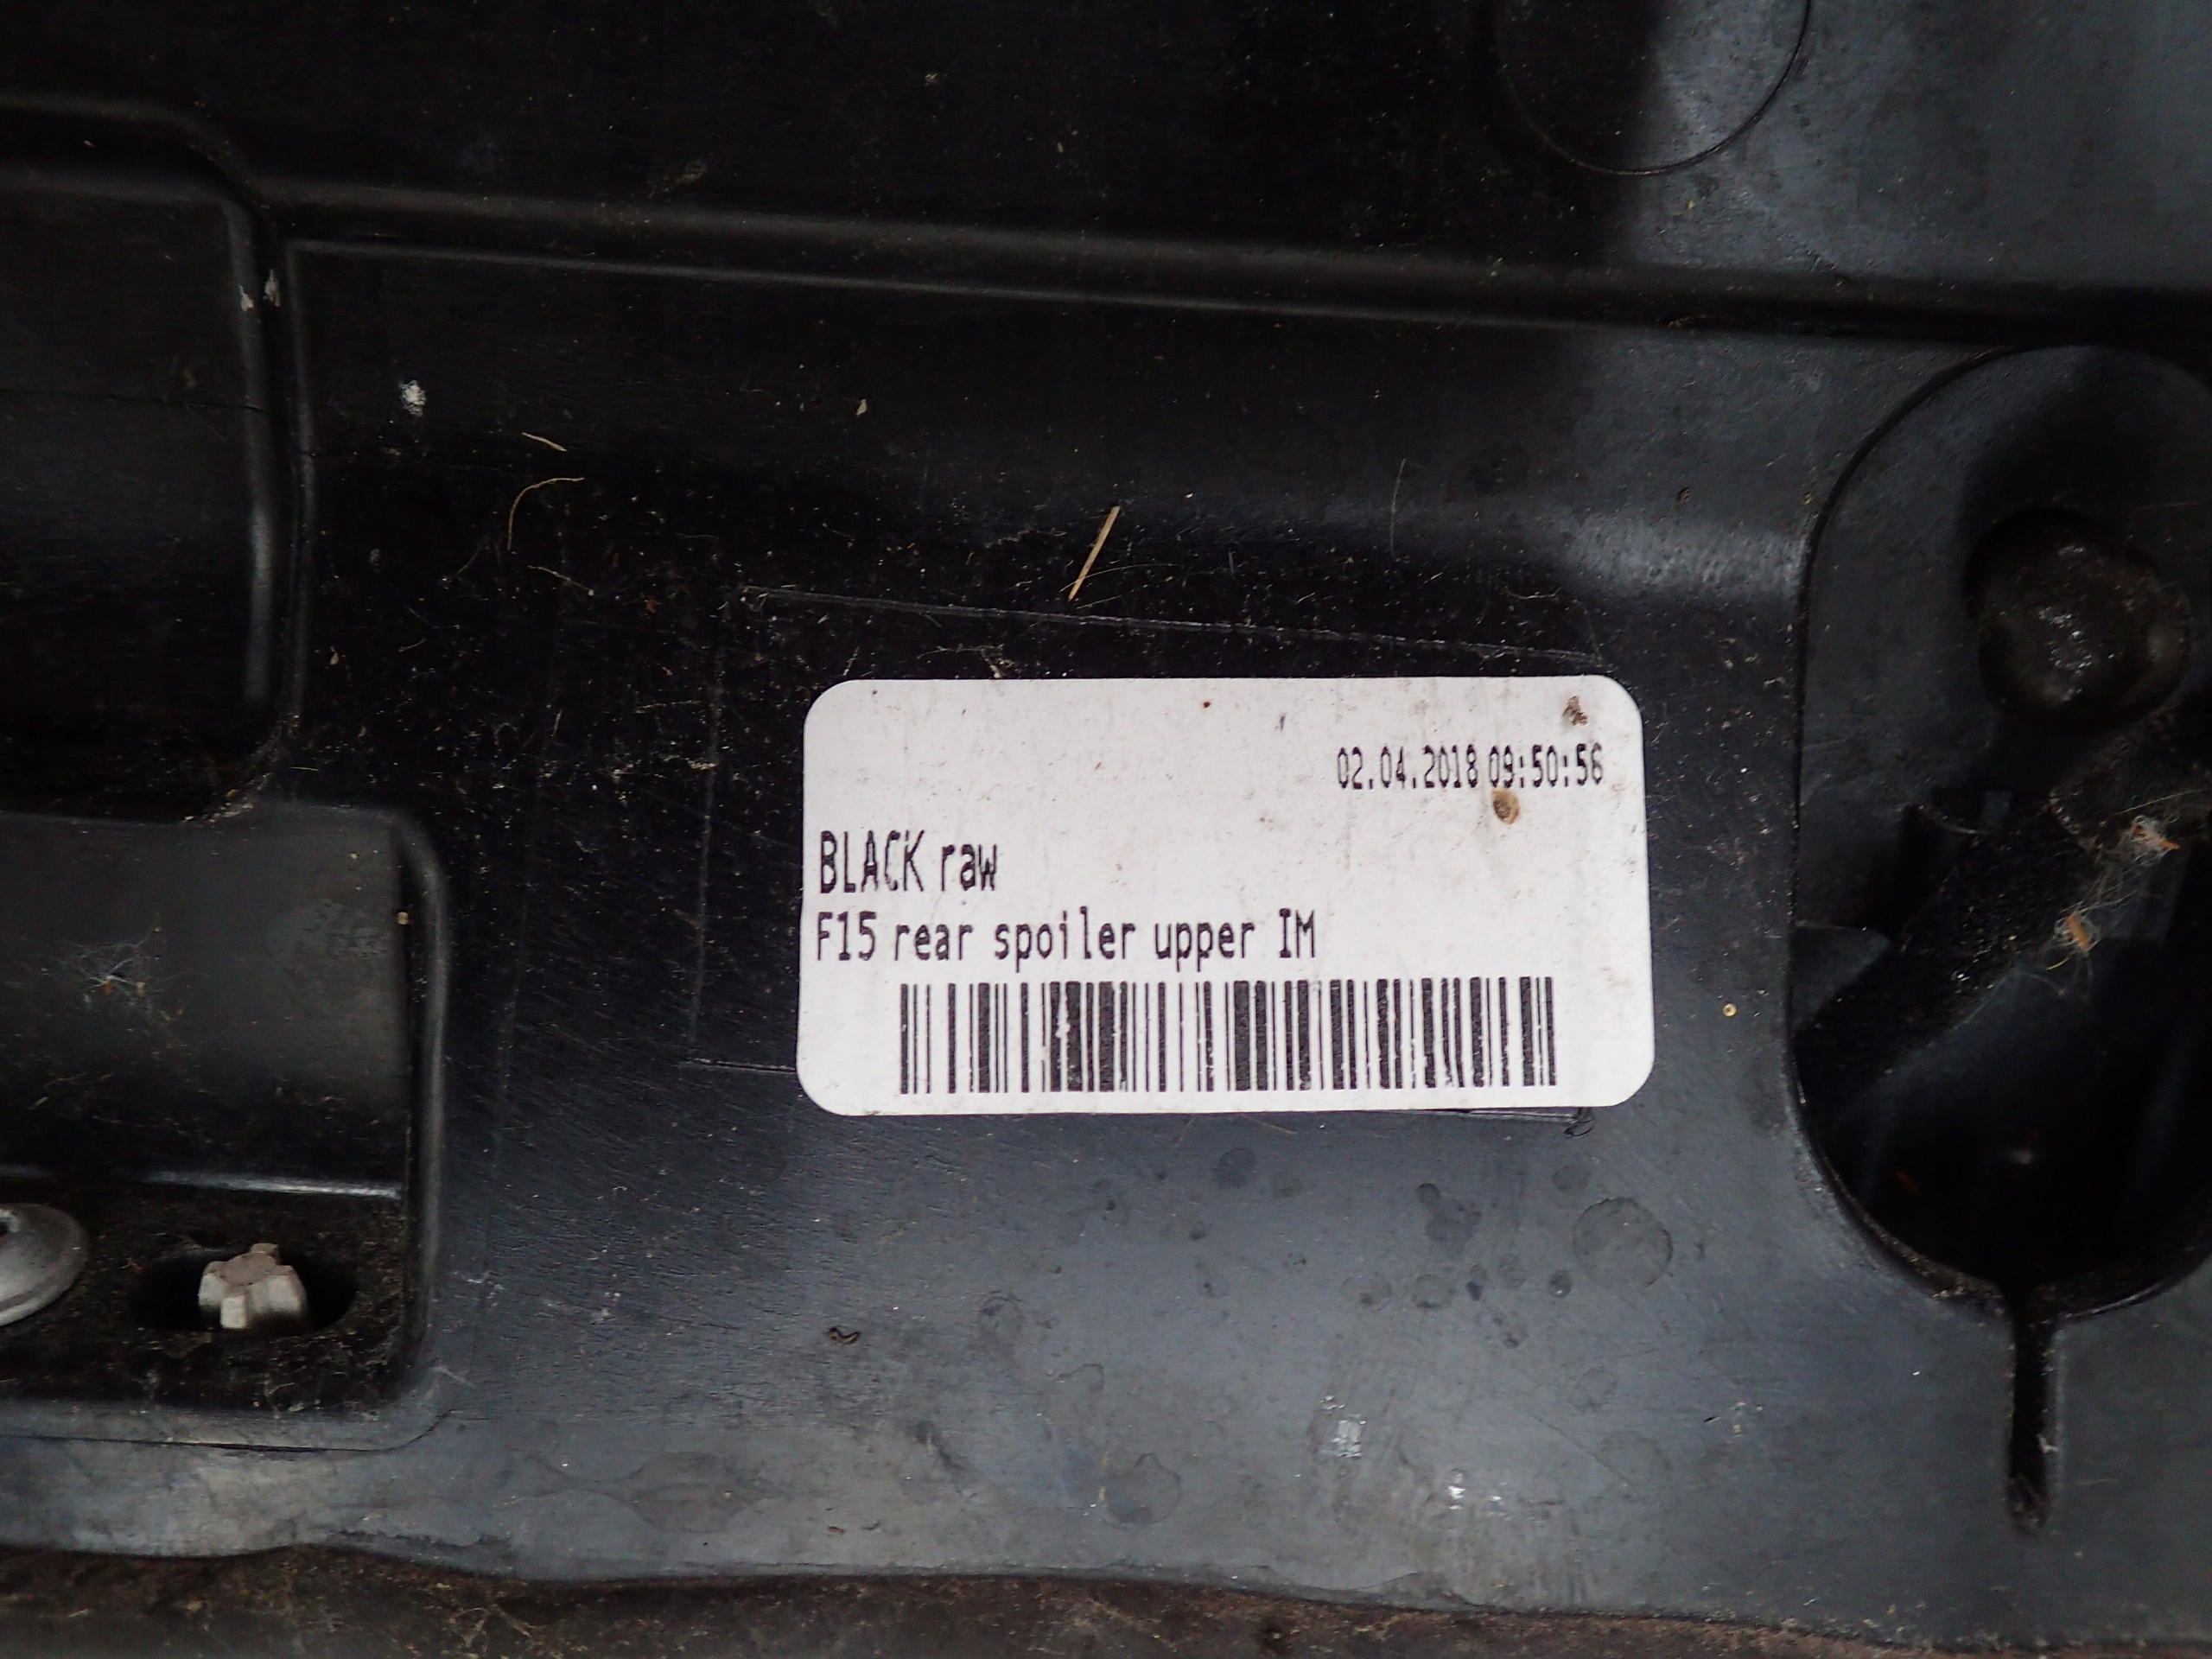 02.04.2018 09:50:56
BLACK raw
F15 rear spoiler upper IM